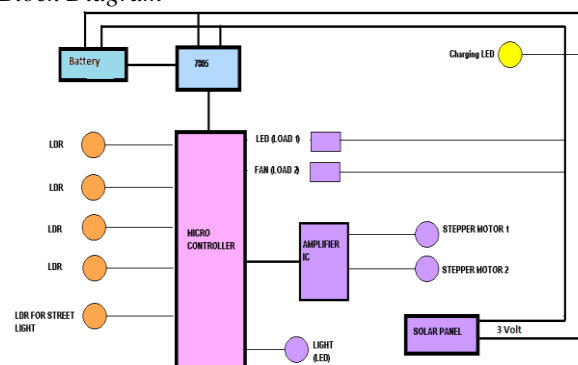 Block Diagram
Battery
7805
Charging LED
LDR
LED (LOAD 1)
FAN (LOAD 2)
LDR
LDR
LDR
MICRO
CONTROLLER
AMPLIFIER
IC
STEPPER MOTOR 1
STEPPER MOTOR 2
LDR FOR STREET
LIGHT
LIGHT
(LED)
SOLAR PANEL
3 Volt